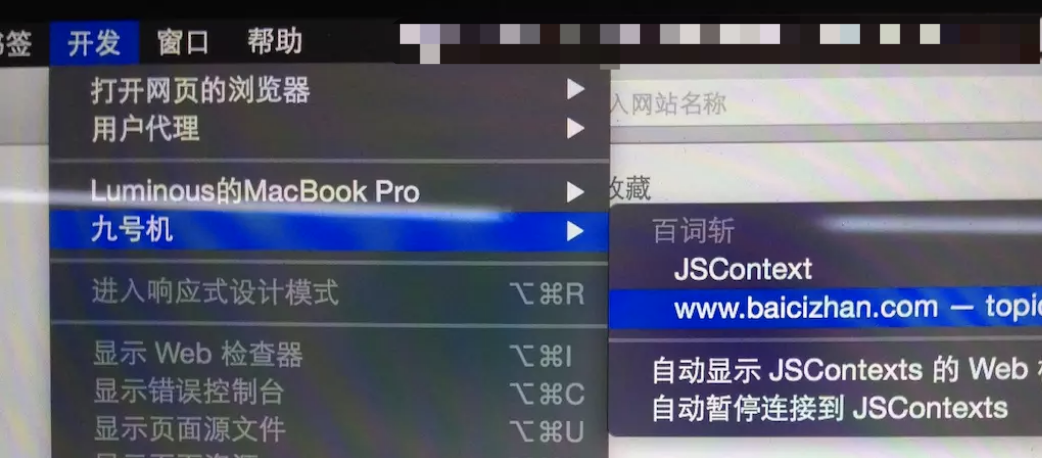 签 开发 窗口 帮助
打开网页的浏览器
用户代理
入网站名称
Luminous的MacBook Pro
收藏
九号机
百词斩
JSContext
www.baicizhan.com — topic
进入响应式设计模式 ⌥⌘R
显示 Web 检查器 ⌥⌘I
自动显示 JSContexts 的 Web
显示错误控制台 ⌥⌘C
自动暂停连接到 JSContexts
显示页面源文件 ⌥⌘U